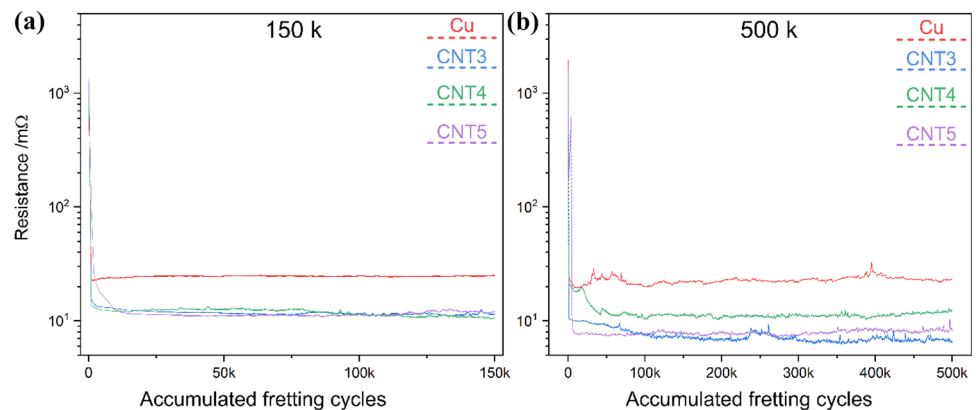 (a)
150 k
Cu
CNT3
CNT4
CNT5
10³
10²
10¹
Resistance /mΩ
0
50k
100k
150k
Accumulated fretting cycles
(b)
500 k
Cu
CNT3
CNT4
CNT5
10³
10²
10¹
0
100k
200k
300k
400k
500k
Accumulated fretting cycles